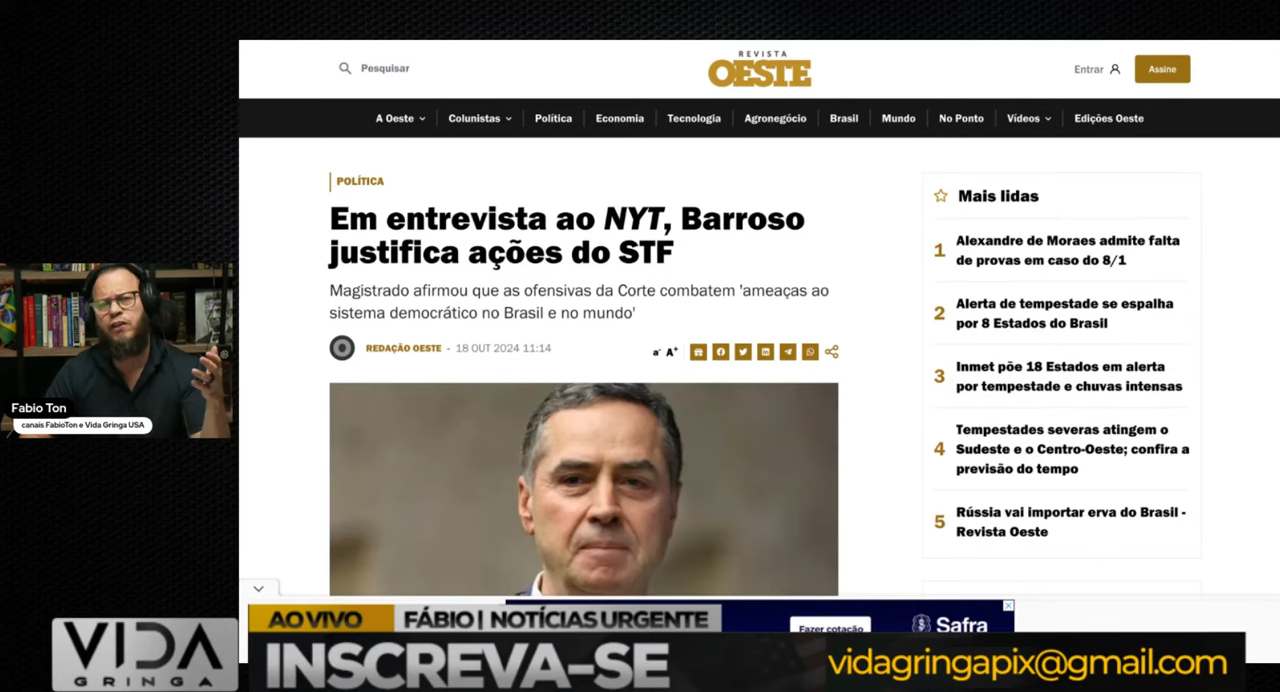 Pesquisar
REVISTA
OESTE
Entrar
Assine
A Oeste
Colunistas
Política
Economia
Tecnologia
Agronegócio
Brasil
Mundo
No Ponto
Vídeos
Edições Oeste
POLÍTICA
Em entrevista ao NYT, Barroso
justifica ações do STF
Magistrado afirmou que as ofensivas da Corte combatem 'ameaças ao
sistema democrático no Brasil e no mundo'
REDAÇÃO OESTE - 18 OUT 2024 11:14
a- A+
Mais lidas
1 Alexandre de Moraes admite falta
de provas em caso do 8/1
2 Alerta de tempestade se espalha
por 8 Estados do Brasil
3 Inmet põe 18 Estados em alerta
por tempestade e chuvas intensas
4 Tempestades severas atingem o
Sudeste e o Centro-Oeste; confira a
previsão do tempo
5 Rússia vai importar erva do Brasil -
Revista Oeste
Fabio Ton
canais FabioTon e Vida Gringa USA
AO VIVO
FÁBIO | NOTÍCIAS URGENTE
Fazer cotação
Safra
VIDA
GRINGA
INSCREVA-SE
vidagringapix@gmail.com